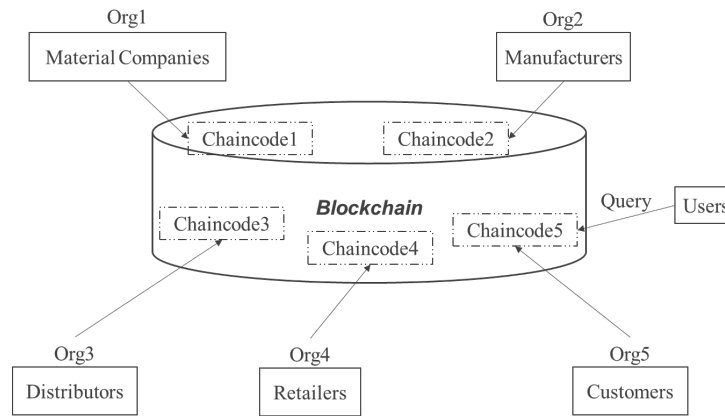 Org1
Org2
Material Companies
Manufacturers
Chaincode1
Chaincode2
Query
Users
Blockchain
Chaincode3
Chaincode4
Chaincode5
Org3
Org4
Org5
Distributors
Retailers
Customers